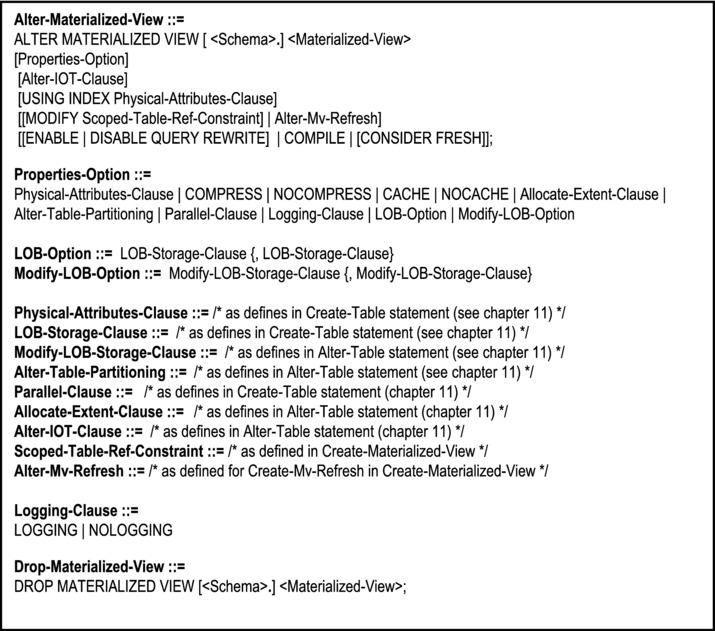 Alter-Materialized-View ::=
ALTER MATERIALIZED VIEW [ <Schema>.] <Materialized-View>
[Properties-Option]
[Alter-IOT-Clause]
[USING INDEX Physical-Attributes-Clause]
[[MODIFY Scoped-Table-Ref-Constraint] | Alter-Mv-Refresh]
[[ENABLE | DISABLE QUERY REWRITE] | COMPILE | [CONSIDER FRESH]];
Properties-Option ::=
Physical-Attributes-Clause | COMPRESS | NOCOMPRESS | CACHE | NOCACHE | Allocate-Extent-Clause |
Alter-Table-Partitioning | Parallel-Clause | Logging-Clause | LOB-Option | Modify-LOB-Option
LOB-Option ::= LOB-Storage-Clause {, LOB-Storage-Clause}
Modify-LOB-Option ::= Modify-LOB-Storage-Clause {, Modify-LOB-Storage-Clause}
Physical-Attributes-Clause ::= /* as defines in Create-Table statement (see chapter 11) */
LOB-Storage-Clause ::= /* as defines in Create-Table statement (see chapter 11) */
Modify-LOB-Storage-Clause ::= /* as defines in Alter-Table statement (see chapter 11) */
Alter-Table-Partitioning ::= /* as defines in Alter-Table statement (see chapter 11) */
Parallel-Clause ::= /* as defines in Create-Table statement (chapter 11) */
Allocate-Extent-Clause ::= /* as defines in Alter-Table statement (chapter 11) */
Alter-IOT-Clause ::= /* as defines in Alter-Table statement (chapter 11) */
Scoped-Table-Ref-Constraint ::= /* as defined in Create-Materialized-View */
Alter-Mv-Refresh ::= /* as defined for Create-Mv-Refresh in Create-Materialized-View */
Logging-Clause ::=
LOGGING | NOLOGGING
Drop-Materialized-View ::=
DROP MATERIALIZED VIEW [<Schema>.] <Materialized-View>;